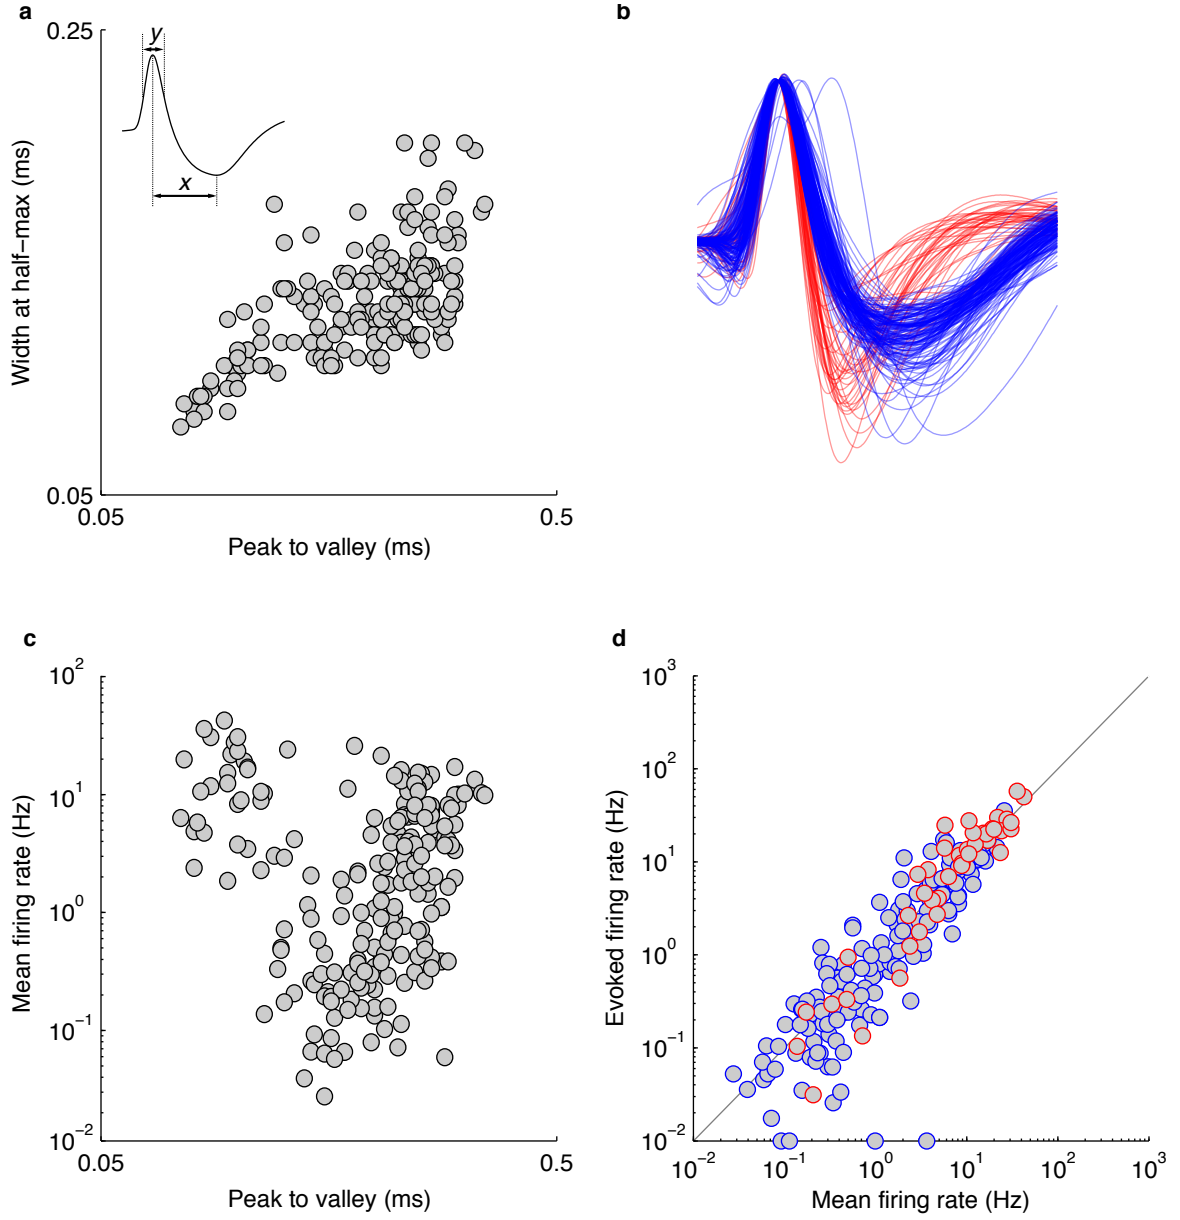 a
0.25
y
x
Width at half−max (ms)
0.05
0.05
0.5
Peak to valley (ms)
b
c
10^2
10^1
10^0
10^−1
10^−2
Mean firing rate (Hz)
0.05
0.5
Peak to valley (ms)
d
10^3
10^2
10^1
10^0
10^−1
10^−2
Evoked firing rate (Hz)
10^−2
10^−1
10^0
10^1
10^2
10^3
Mean firing rate (Hz)